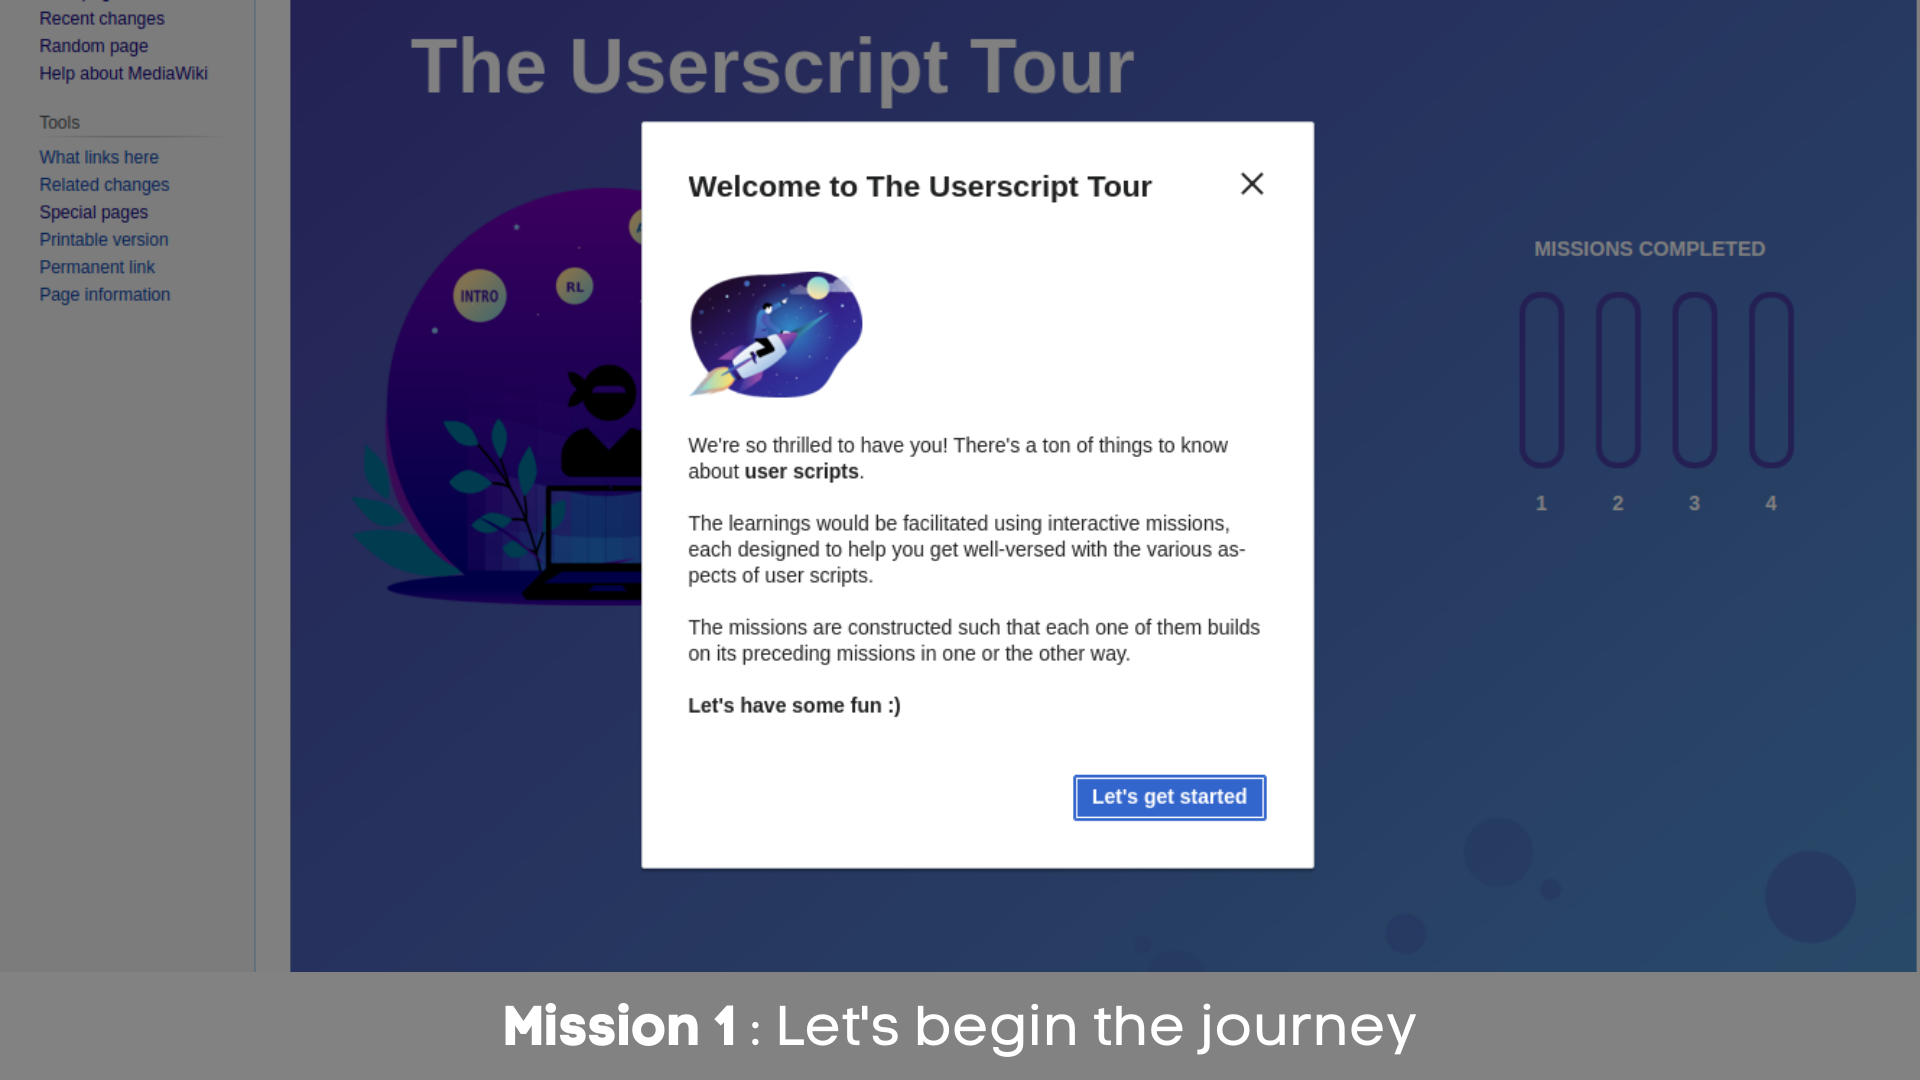 Recent changes
Random page
Help about MediaWiki
Tools
What links here
Related changes
Special pages
Printable version
Permanent link
Page information
The Userscript Tour
INTRO
RL
MISSIONS COMPLETED
1 2 3 4
Welcome to The Userscript Tour
We're so thrilled to have you! There's a ton of things to know
about user scripts.
The learnings would be facilitated using interactive missions,
each designed to help you get well-versed with the various as-
pects of user scripts.
The missions are constructed such that each one of them builds
on its preceding missions in one or the other way.
Let's have some fun :)
Let's get started
Mission 1 : Let's begin the journey